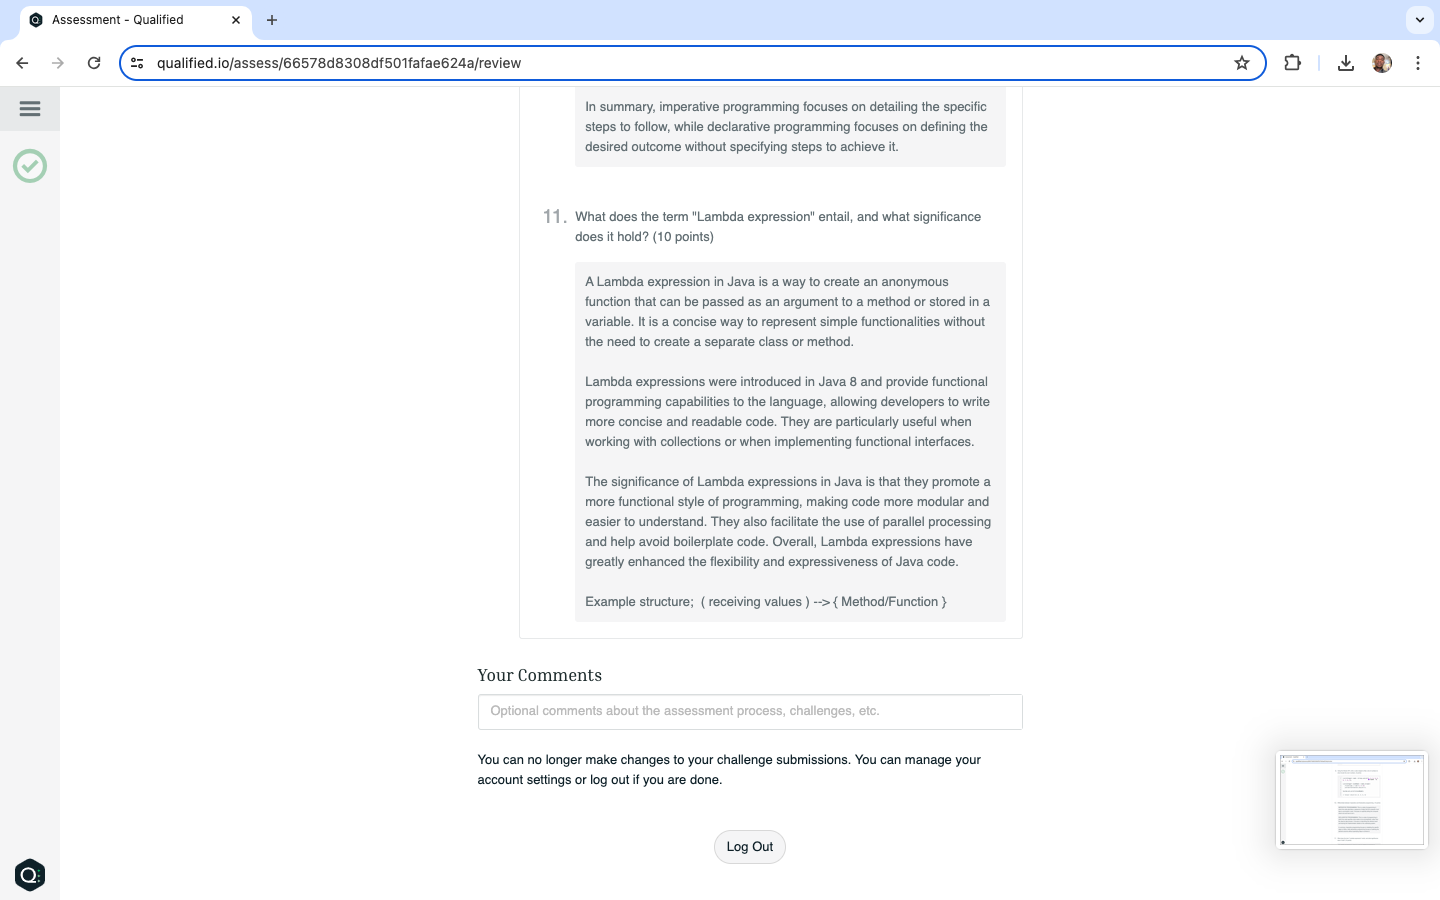 Assessment - Qualified
qualified.io/assess/66578d8308df501fafae624a/review
In summary, imperative programming focuses on detailing the specific
steps to follow, while declarative programming focuses on defining the
desired outcome without specifying steps to achieve it.
11. What does the term "Lambda expression" entail, and what significance
does it hold? (10 points)
A Lambda expression in Java is a way to create an anonymous
function that can be passed as an argument to a method or stored in a
variable. It is a concise way to represent simple functionalities without
the need to create a separate class or method.
Lambda expressions were introduced in Java 8 and provide functional
programming capabilities to the language, allowing developers to write
more concise and readable code. They are particularly useful when
working with collections or when implementing functional interfaces.
The significance of Lambda expressions in Java is that they promote a
more functional style of programming, making code more modular and
easier to understand. They also facilitate the use of parallel processing
and help avoid boilerplate code. Overall, Lambda expressions have
greatly enhanced the flexibility and expressiveness of Java code.
Example structure;  ( receiving values ) --> { Method/Function }
Your Comments
Optional comments about the assessment process, challenges, etc.
You can no longer make changes to your challenge submissions. You can manage your
account settings or log out if you are done.
Log Out